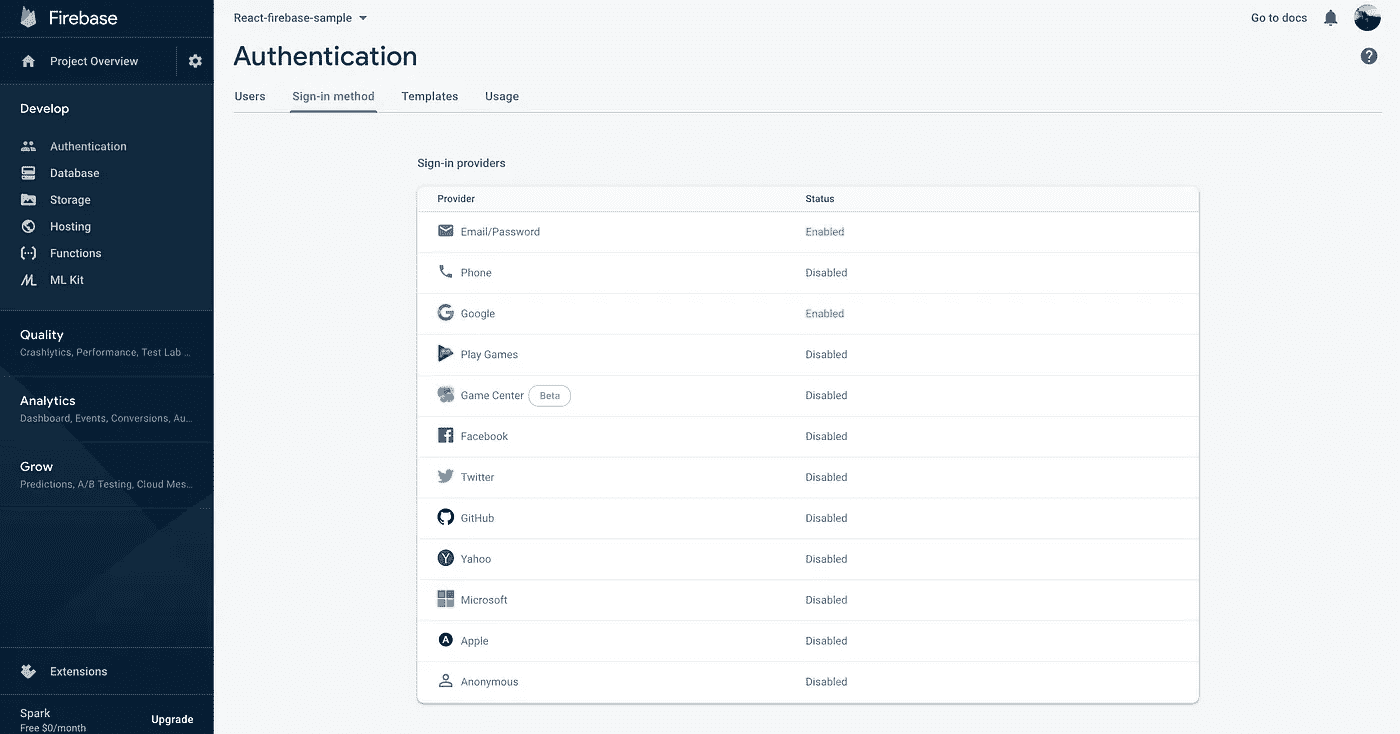 Firebase
Project Overview
Develop
Authentication
Database
Storage
Hosting
Functions
ML Kit
Quality
Crashlytics, Performance, Test Lab ...
Analytics
Dashboard, Events, Conversions, Au...
Grow
Predictions, A/B Testing, Cloud Mes...
Extensions
Spark
Free $0/month
Upgrade
React-firebase-sample
Go to docs
Authentication
Users Sign-in method Templates Usage
Sign-in providers
Provider Status
Email/Password Enabled
Phone Disabled
Google Enabled
Play Games Disabled
Game Center Beta Disabled
Facebook Disabled
Twitter Disabled
GitHub Disabled
Yahoo Disabled
Microsoft Disabled
Apple Disabled
Anonymous Disabled